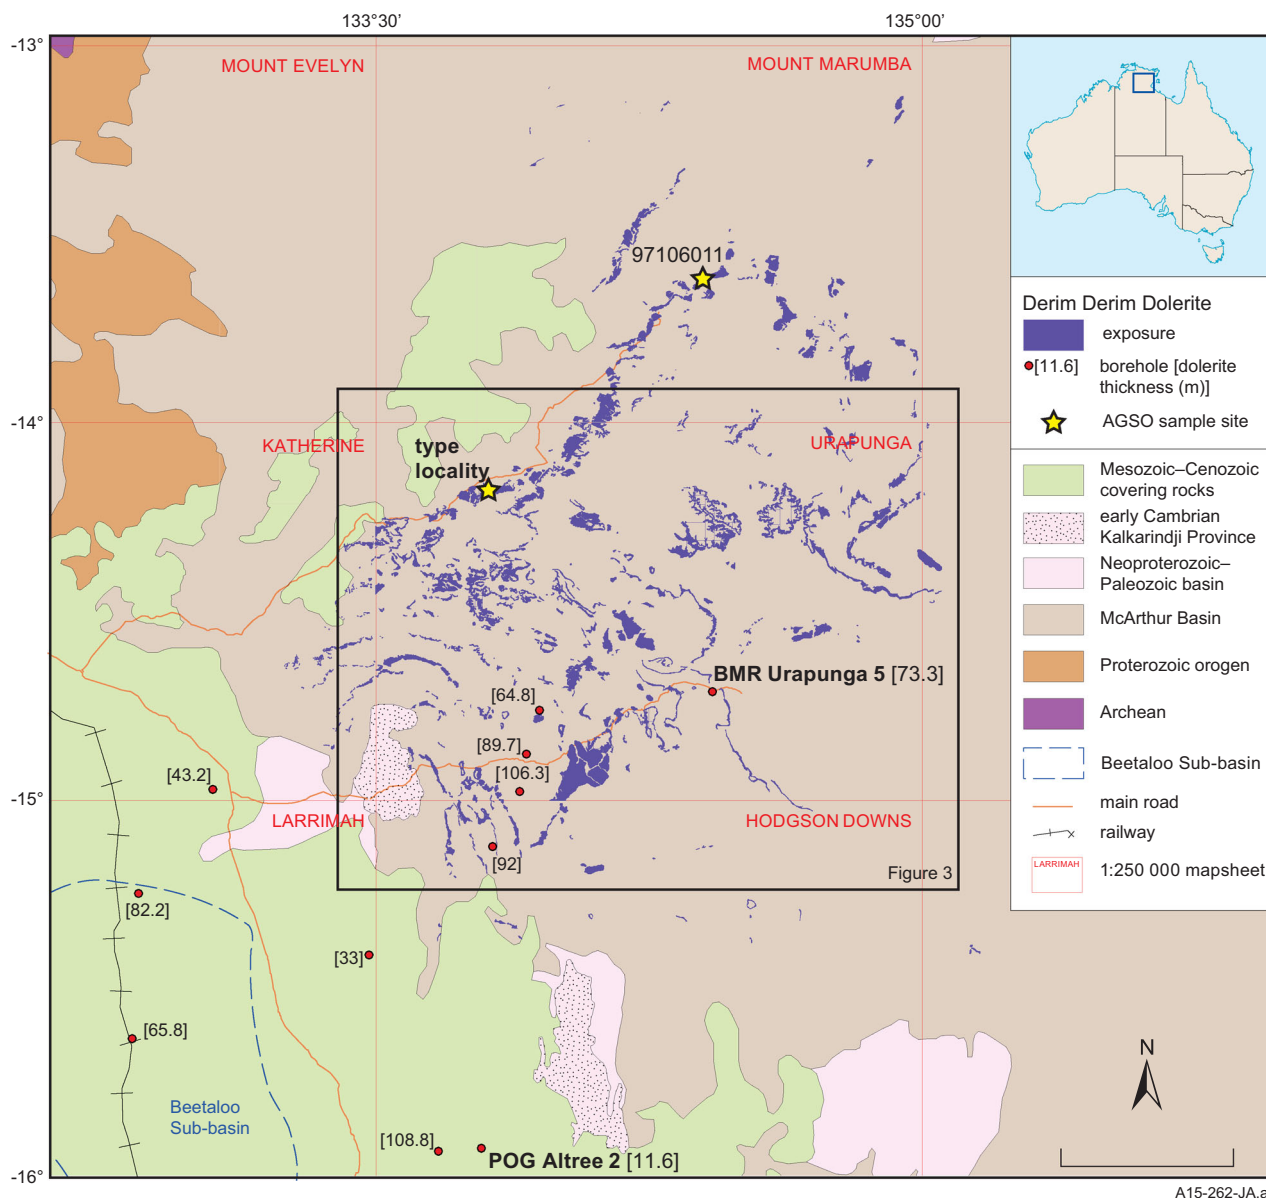 133°30’
135°00’
-13°
MOUNT EVELYN
MOUNT MARUMBA
97106011
-14°
KATHERINE
type
locality
URAPUNGA
BMR Urapunga 5 [73.3]
[64.8]
[89.7]
[43.2]
[106.3]
-15°
LARRIMAH
HODGSON DOWNS
[92]
Figure 3
[82.2]
[33]
[65.8]
Beetaloo
Sub-basin
[108.8]
POG Altree 2 [11.6]
-16°
N
Derim Derim Dolerite
exposure
[11.6] borehole [dolerite
thickness (m)]
AGSO sample site
Mesozoic–Cenozoic
covering rocks
early Cambrian
Kalkarindji Province
Neoproterozoic–
Paleozoic basin
McArthur Basin
Proterozoic orogen
Archean
Beetaloo Sub-basin
main road
railway
LARRIMAH 1:250 000 mapsheet
A15-262-JA.a